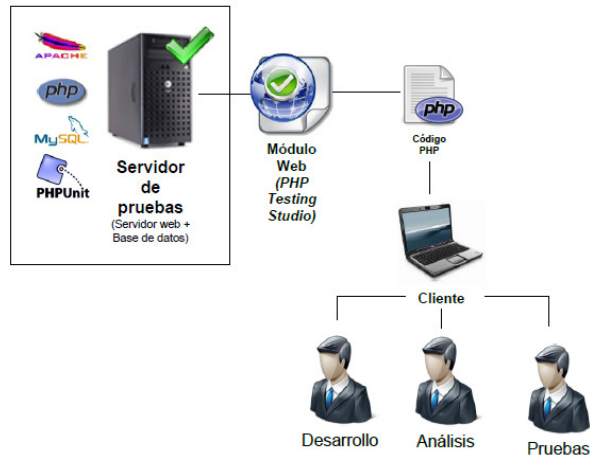 APACHE
php
MySQL
PHPUnit
Servidor
de
pruebas
(Servidor web +
Base de datos)
Módulo
Web
(PHP
Testing
Studio)
php
Código
PHP
Cliente
Desarrollo
Análisis
Pruebas